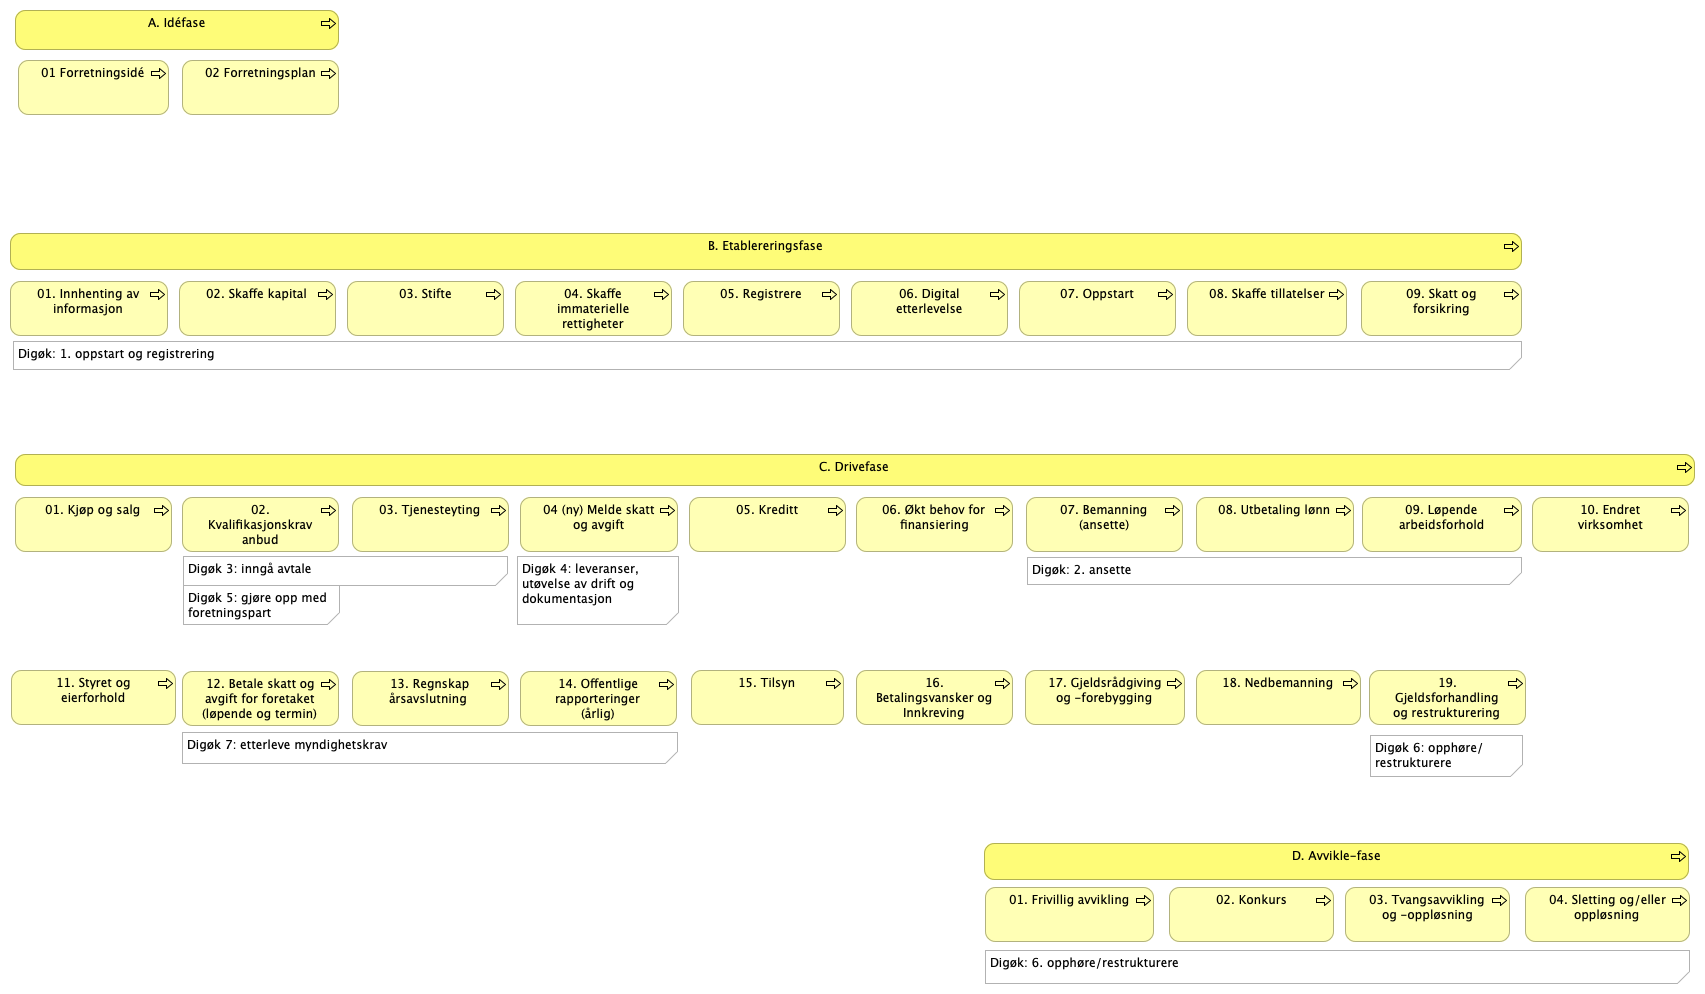 A. Idéfase
01 Forretningsidé
02 Forretningsplan
B. Etablereringsfase
01. Innhenting av
informasjon
02. Skaffe kapital
03. Stifte
04. Skaffe
immaterielle
rettigheter
05. Registrere
06. Digital
etterlevelse
07. Oppstart
08. Skaffe tillatelser
09. Skatt og
forsikring
Digøk: 1. oppstart og registrering
C. Drivefase
01. Kjøp og salg
02.
Kvalifikasjonskrav
anbud
03. Tjenesteyting
04 (ny) Melde skatt
og avgift
05. Kreditt
06. Økt behov for
finansiering
07. Bemanning
(ansette)
08. Utbetaling lønn
09. Løpende
arbeidsforhold
10. Endret
virksomhet
Digøk 3: inngå avtale
Digøk 5: gjøre opp med
foretningspart
Digøk 4: leveranser,
utøvelse av drift og
dokumentasjon
Digøk: 2. ansette
11. Styret og
eierforhold
12. Betale skatt og
avgift for foretaket
(løpende og termin)
13. Regnskap
årsavslutning
14. Offentlige
rapporteringer
(årlig)
15. Tilsyn
16.
Betalingsvansker og
Innkreving
17. Gjeldsrådgiving
og -forebygging
18. Nedbemanning
19.
Gjeldsforhandling
og restrukturering
Digøk 7: etterleve myndighetskrav
Digøk 6: opphøre/
restrukturere
D. Avvikle-fase
01. Frivillig avvikling
02. Konkurs
03. Tvangsavvikling
og -oppløsning
04. Sletting og/eller
oppløsning
Digøk: 6. opphøre/restrukturere